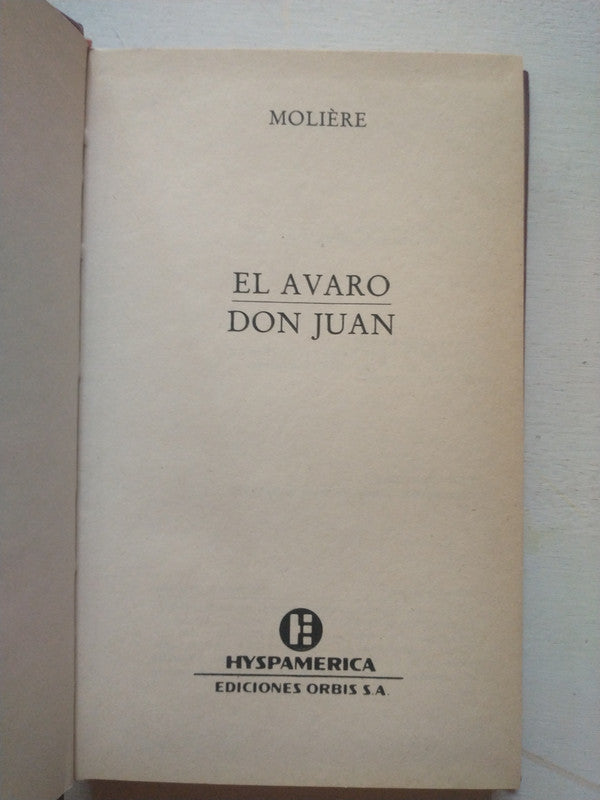 MOLIÈRE
EL AVARO
DON JUAN
HYSPAMERICA
EDICIONES ORBIS S.A.